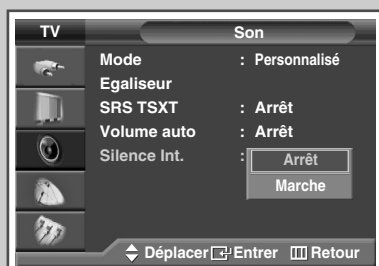 TV Son
Mode : Personnalisé
Egaliseur
SRS TSXT : Arrêt
Volume auto : Arrêt
Silence Int. : Arrêt
Marche
Déplacer Entrer Retour